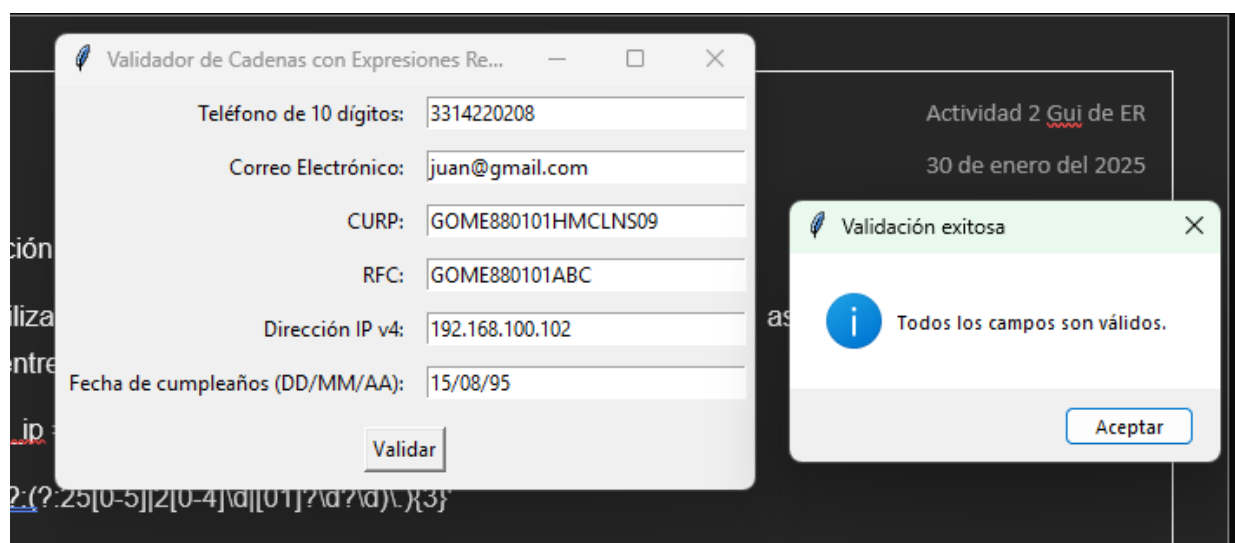 Validador de Cadenas con Expresiones Re...
Teléfono de 10 dígitos: 3314220208
Correo Electrónico: juan@gmail.com
CURP: GOME880101HMCLNS09
RFC: GOME880101ABC
Dirección IP v4: 192.168.100.102
Fecha de cumpleaños (DD/MM/AA): 15/08/95
Validar
Actividad 2 Gui de ER
30 de enero del 2025
Validación exitosa
Todos los campos son válidos.
Aceptar
ción
iliza
as
entre
ip
?:(?:25[0-5]|2[0-4]\d|[01]?\d?\d)\.){3}'